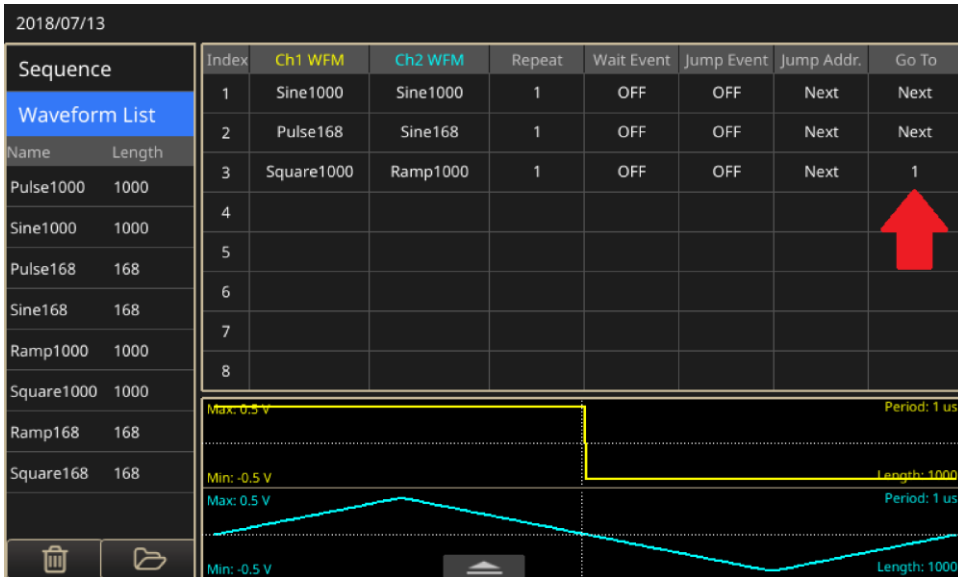 2018/07/13
Sequence
Waveform List
Name Length
Pulse1000 1000
Sine1000 1000
Pulse168 168
Sine168 168
Ramp1000 1000
Square1000 1000
Ramp168 168
Square168 168
Index Ch1 WFM Ch2 WFM Repeat Wait Event Jump Event Jump Addr. Go To
1 Sine1000 Sine1000 1 OFF OFF Next Next
2 Pulse168 Sine168 1 OFF OFF Next Next
3 Square1000 Ramp1000 1 OFF OFF Next 1
4
5
6
7
8
Max: 0.5 V Period: 1 us
Min: -0.5 V Length: 1000
Max: 0.5 V Period: 1 us
Min: -0.5 V Length: 1000